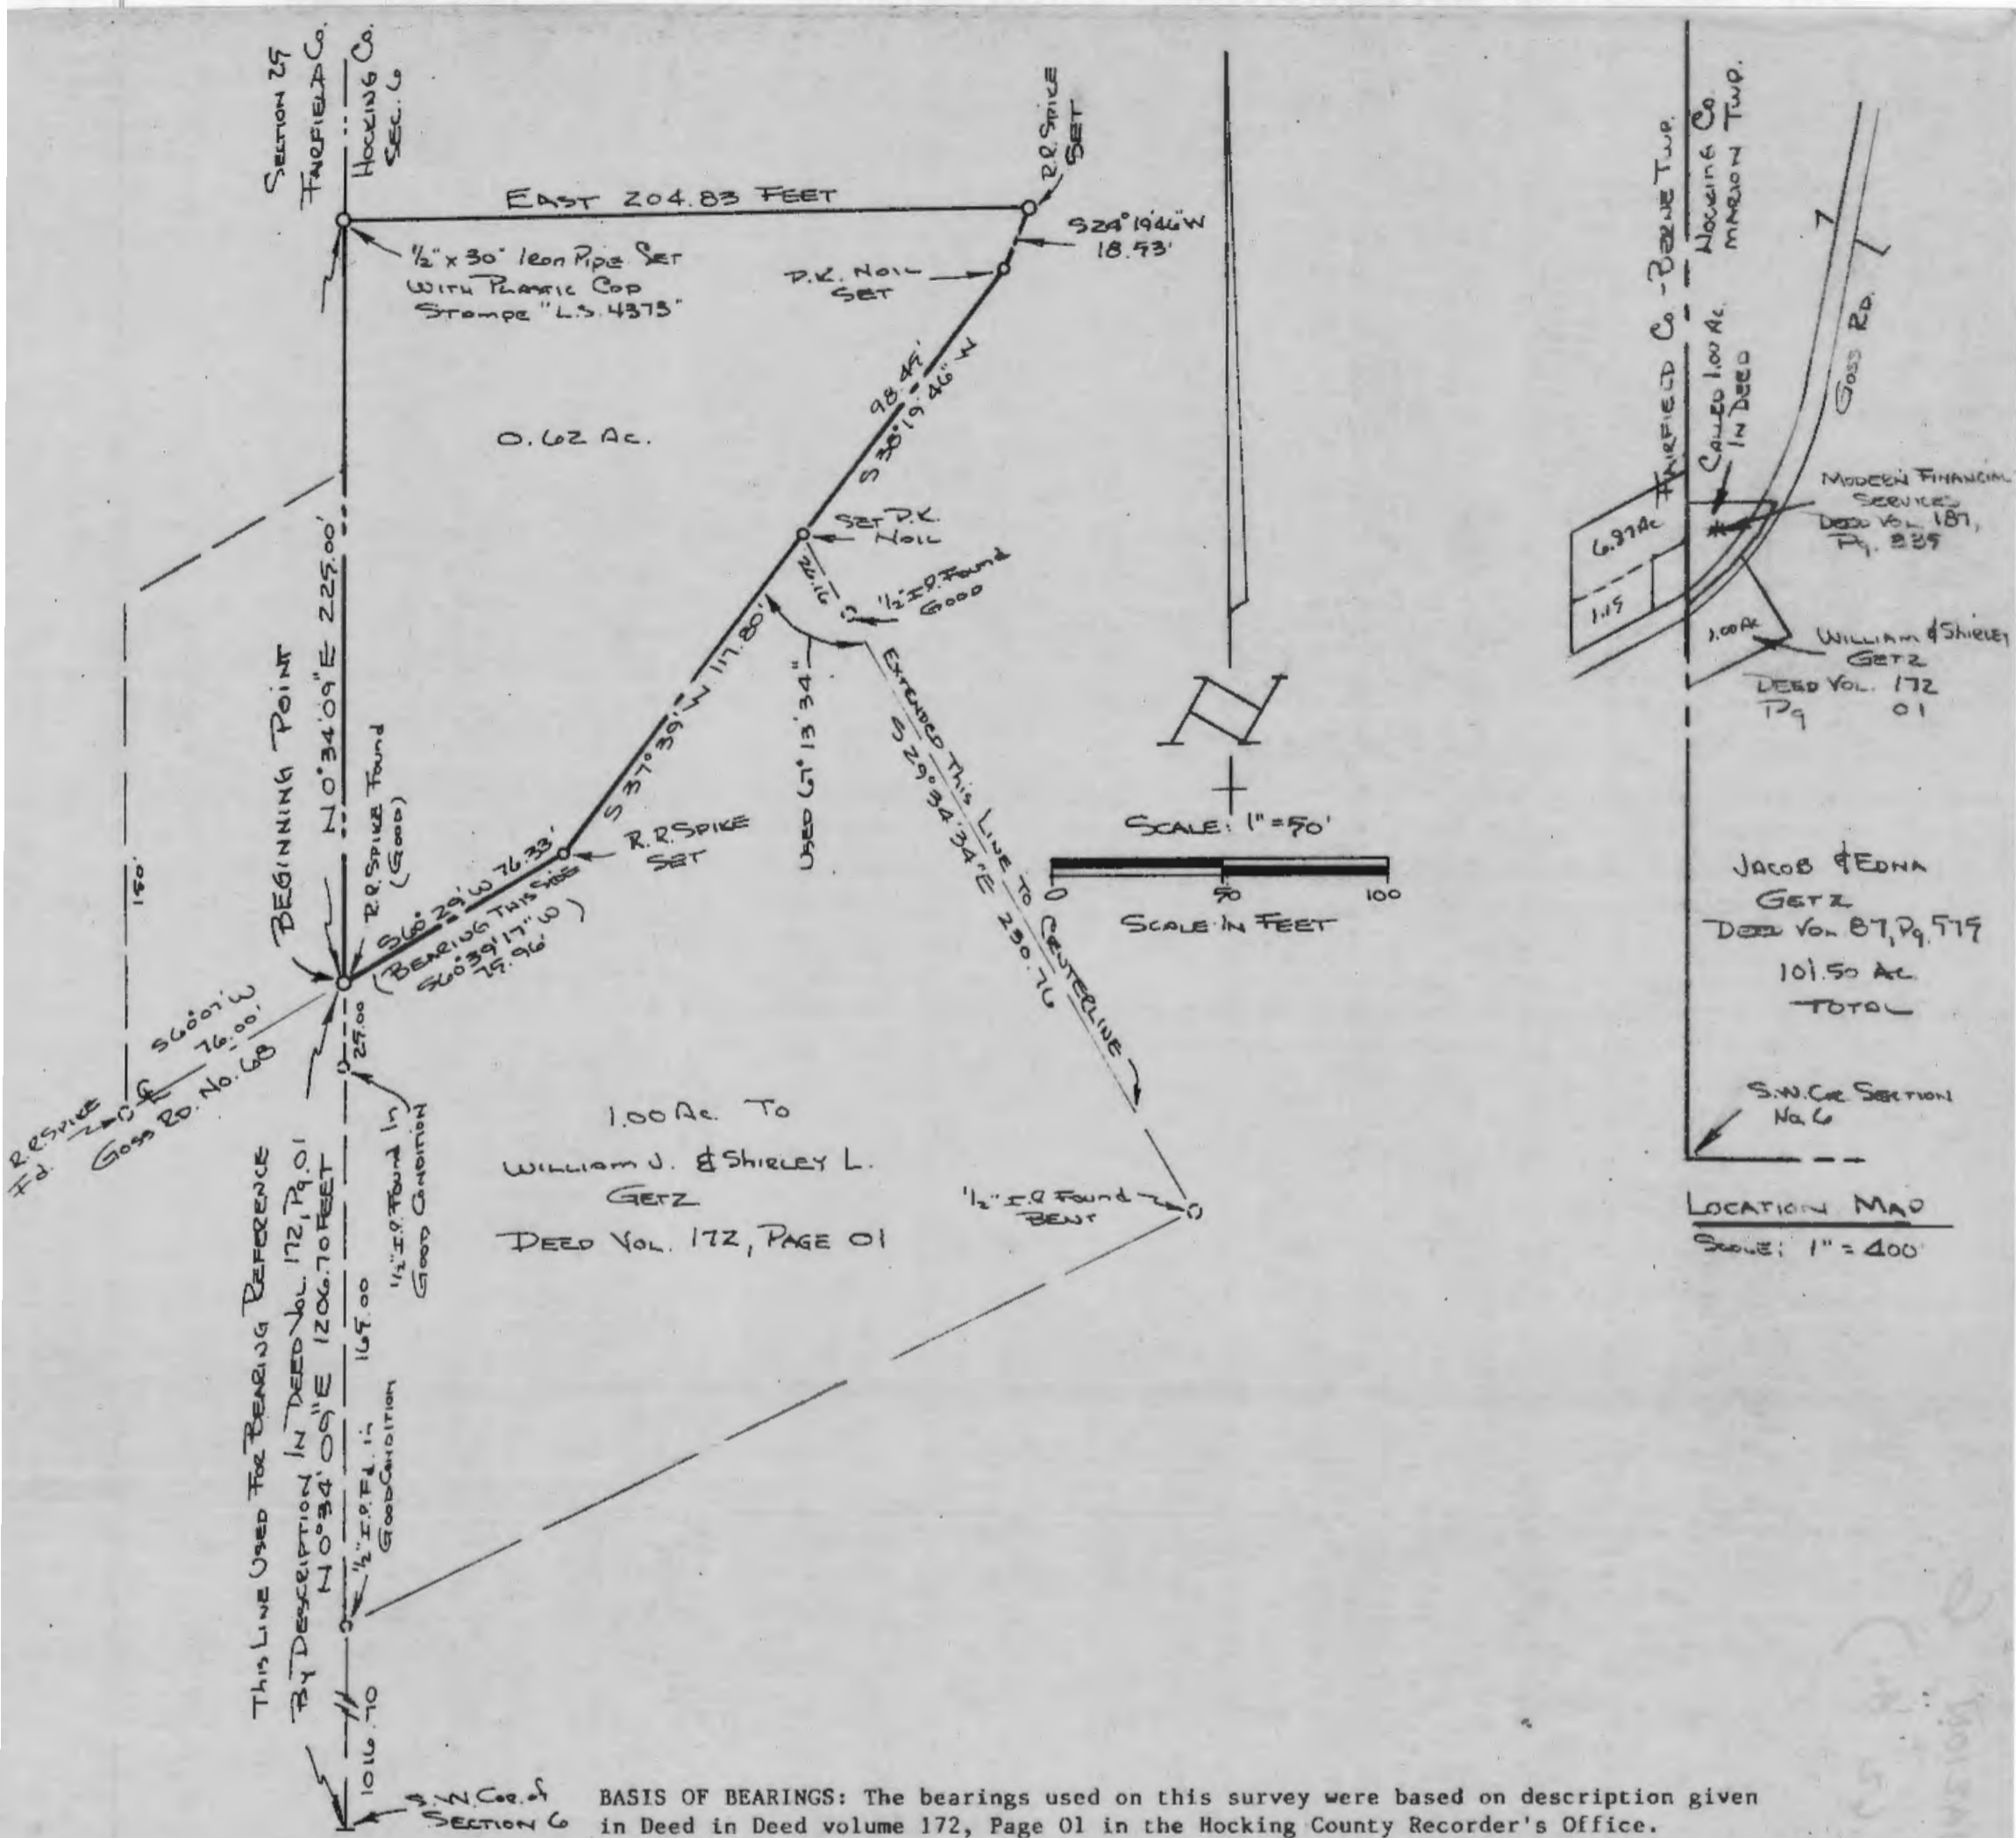 SECTION 25
FAIRFIELD CO.
HOCKING CO.
SEC. 6
EAST 204.83 FEET
R.R. SPIKE
SET
S24°19'46"W
18.53'
1/2" x 30" Iron Pipe Set
WITH PLASTIC CAP
Stampe "L.S. 4373"
P.K. NAIL
SET
98.45'
S 38°19'46" W
0.62 AC.
SET P.K.
NAIL
26.16
1/2" I.P. Found
GOOD
S 37°39' W 117.80'
USED 67° 13' 34"
EXTENDED THIS LINE TO CENTERLINE
S 29°34'34"E 230.76
BEGINNING POINT
N 0°34'09"E 225.00'
R.R. SPIKE Found
(GOOD)
R.R. SPIKE
SET
S60°29'W 76.33'
(BEARING THIS SIDE
S60°39'17"W)
75.96'
150'
S60°07'W
76.00'
GOSS RD. No. 68
R.R. SPIKE
Fd.
25.00
1/2" I.P. Found In
GOOD CONDITION
THIS LINE USED FOR BEARING REFERENCE
BY DESCRIPTION IN DEED VOL. 172, Pg. 01
N 0°34'09"E 1206.70 FEET
165.00
1/2" I.P. Fd. in
GOOD CONDITION
1016.70
S.W. Cor. of
SECTION 6
1.00 Ac. To
WILLIAM J. & SHIRLEY L.
GETZ
DEED VOL. 172, PAGE 01
1/2" I.P. Found
BENT
N
SCALE: 1"=50'
0 50 100
SCALE IN FEET
FAIRFIELD CO - BERNE TWP.
HOCKING CO
MARION TWP.
CALLED 1.00 AC.
IN DEED
GOSS RD.
6.87 AC
1.15
MODERN FINANCIAL
SERVICES
DEED VOL 187,
Pg. 335
1.00 AC
WILLIAM & SHIRLEY
GETZ
DEED VOL. 172
Pg 01
JACOB & EDNA
GETZ
DEED VOL 87, Pg. 575
101.50 AC.
TOTAL
S.W. COR SECTION
No. 6
LOCATION MAP
SCALE: 1" = 400'
BASIS OF BEARINGS: The bearings used on this survey were based on description given
in Deed in Deed volume 172, Page 01 in the Hocking County Recorder's Office.